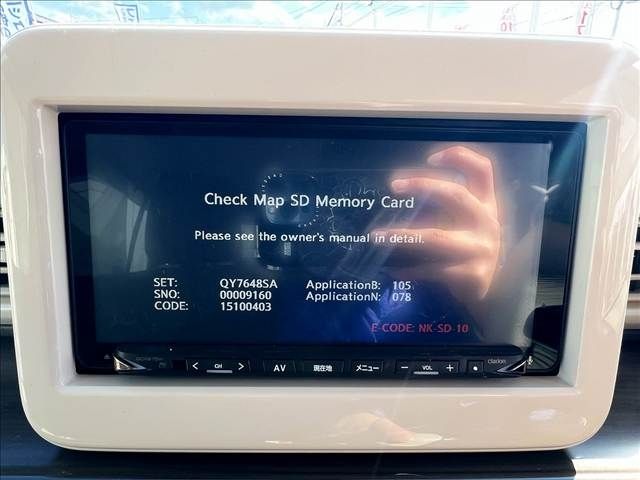 Check Map SD Memory Card
Please see the owner's manual in detail.
SET: QY7648SA ApplicationB: 105
SNO: 00009160 ApplicationN: 078
CODE: 15100403
E-CODE: NK-SD-10
< CH > AV 現在地 メニュー − VOL + clarion